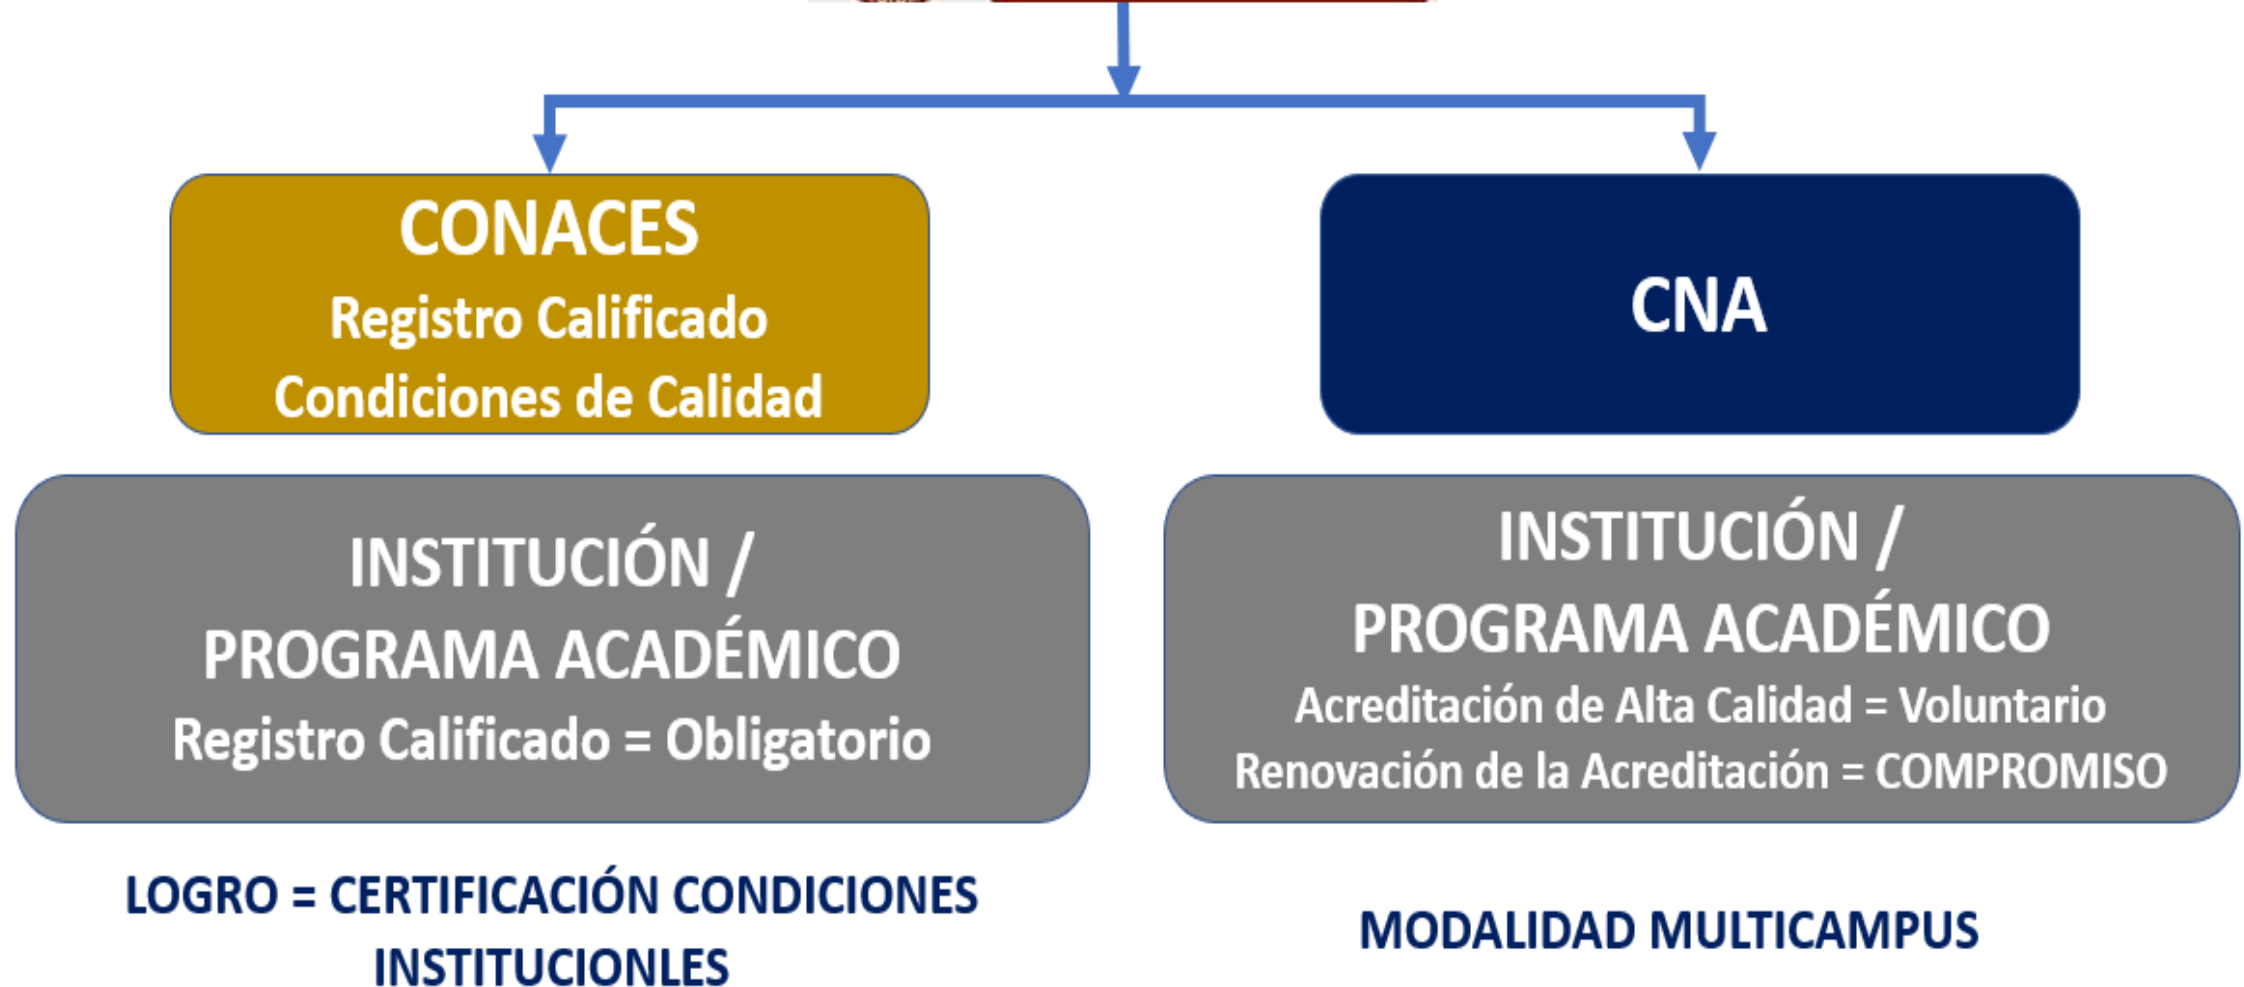 CONACES
Registro Calificado
Condiciones de Calidad
CNA
INSTITUCIÓN /
PROGRAMA ACADÉMICO
Registro Calificado = Obligatorio
INSTITUCIÓN /
PROGRAMA ACADÉMICO
Acreditación de Alta Calidad = Voluntario
Renovación de la Acreditación = COMPROMISO
LOGRO = CERTIFICACIÓN CONDICIONES
INSTITUCIONLES
MODALIDAD MULTICAMPUS